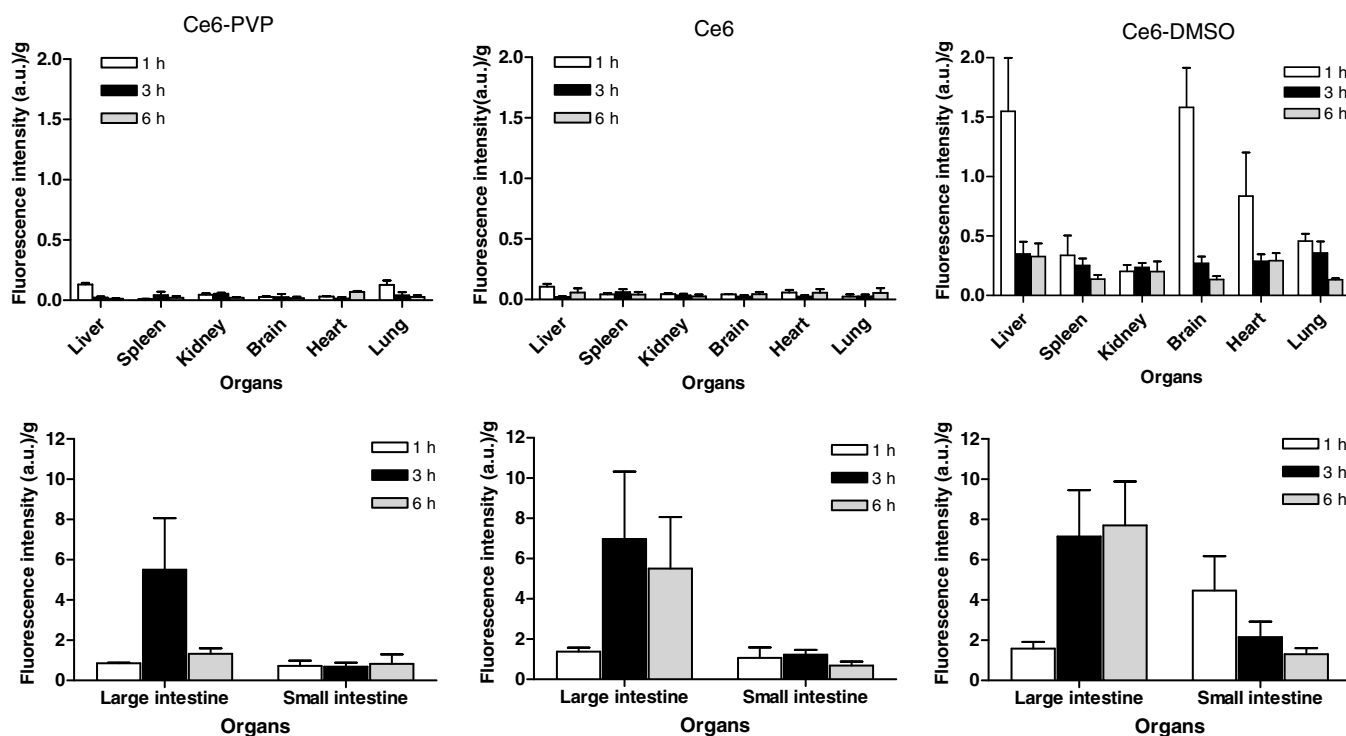 Ce6-PVP
Fluorescence intensity (a.u.)/g
2.0
1.5
1.0
0.5
0.0
1 h
3 h
6 h
Liver
Spleen
Kidney
Brain
Heart
Lung
Organs
Ce6
Fluorescence intensity(a.u.)/g
2.0
1.5
1.0
0.5
0.0
1 h
3 h
6 h
Liver
Spleen
Kidney
Brain
Heart
Lung
Organs
Ce6-DMSO
Fluorescence intensity (a.u.)/g
2.0
1.5
1.0
0.5
0.0
1 h
3 h
6 h
Liver
Spleen
Kidney
Brain
Heart
Lung
Organs
Fluorescence intensity (a.u.)/g
12
10
8
6
4
2
0
1 h
3 h
6 h
Large intestine Small intestine
Organs
Fluorescence intensity (a.u.)/g
12
10
8
6
4
2
0
1 h
3 h
6 h
Large intestine Small intestine
Organs
Fluorescence intensity (a.u.)/g
12
10
8
6
4
2
0
1 h
3 h
6 h
Large intestine Small intestine
Organs